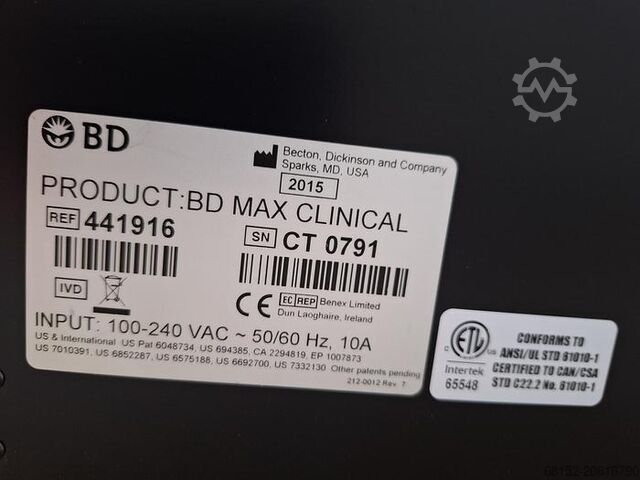 BD
Becton, Dickinson and Company
Sparks, MD, USA
2015
PRODUCT:BD MAX CLINICAL
REF 441916
SN CT 0791
IVD
CE
EC REP Benex Limited
Dun Laoghaire, Ireland
INPUT: 100-240 VAC ~ 50/60 Hz, 10A
US & International US Pat 6048734, US 694385, CA 2294819, EP 1007873
US 7010391, US 6852287, US 6575188, US 6692700, US 7332130 Other patents pending
212-0012 Rev. 7
C ETL US
Intertek
65548
CONFORMS TO
ANSI/UL STD 61010-1
CERTIFIED TO CAN/CSA
STD C22.2 No. 61010-1